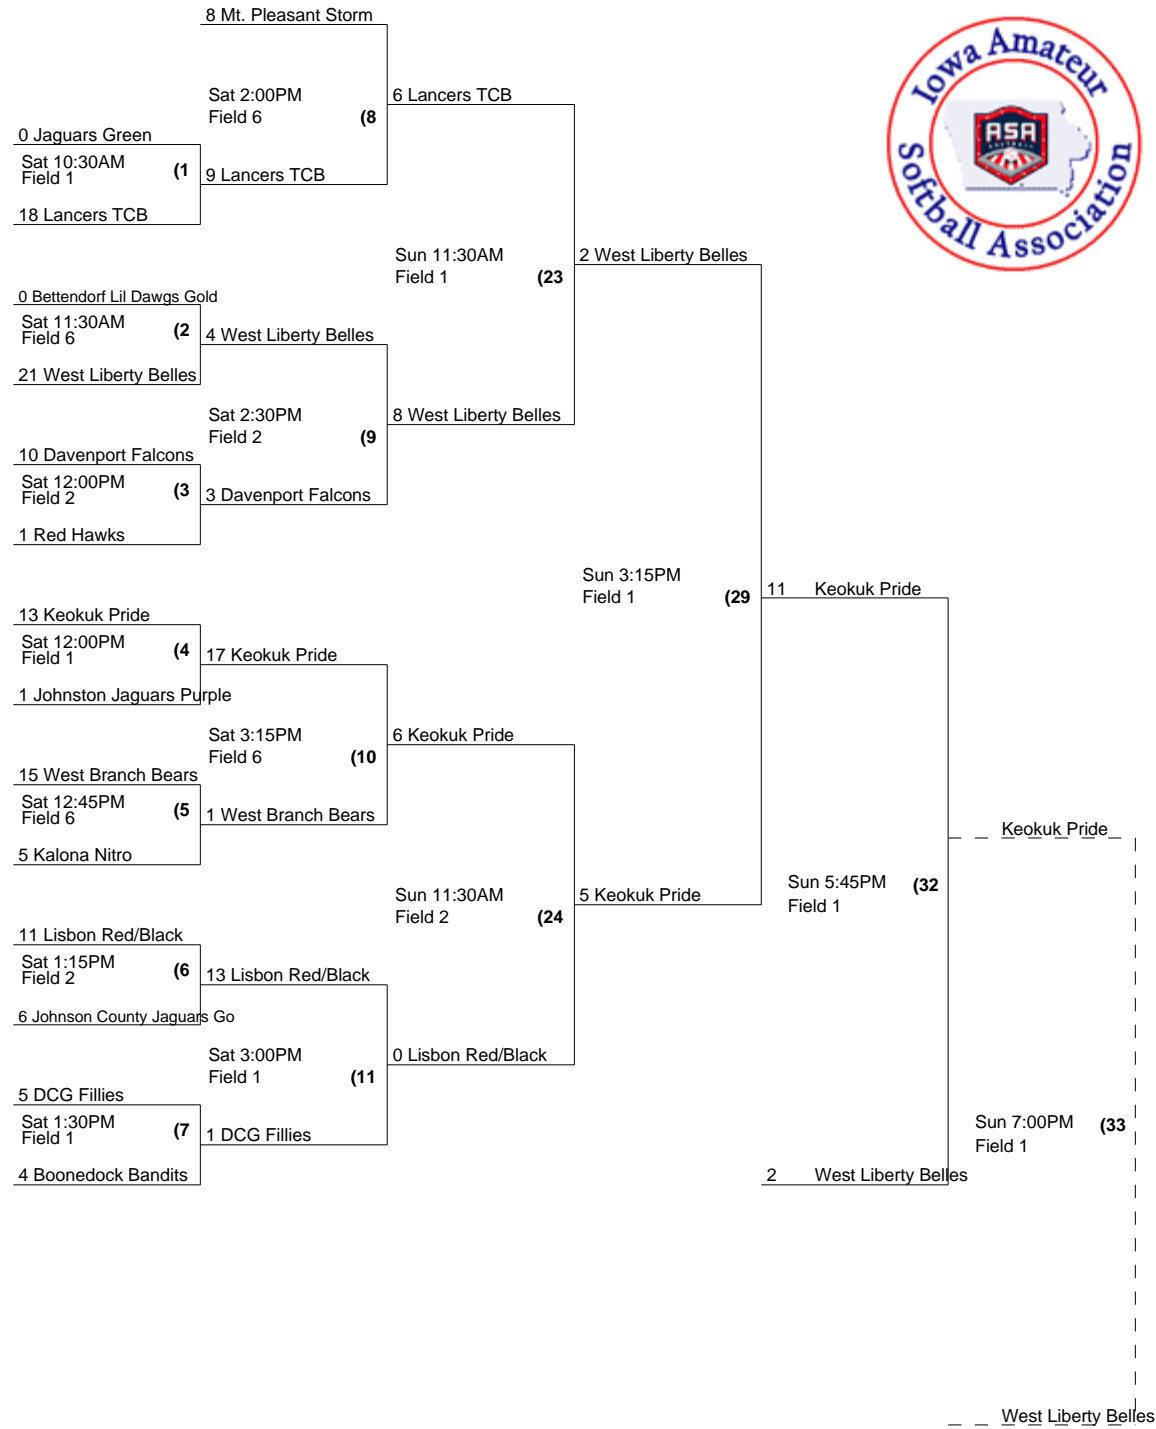 8 Mt. Pleasant Storm
Iowa Amateur
Softball Association
ASA
Sat 2:00PM
Field 6
(8
6 Lancers TCB
0 Jaguars Green
Sat 10:30AM
Field 1
(1
9 Lancers TCB
18 Lancers TCB
Sun 11:30AM
Field 1
(23
2 West Liberty Belles
0 Bettendorf Lil Dawgs Gold
Sat 11:30AM
Field 6
(2
4 West Liberty Belles
21 West Liberty Belles
Sat 2:30PM
Field 2
(9
8 West Liberty Belles
10 Davenport Falcons
Sat 12:00PM
Field 2
(3
3 Davenport Falcons
1 Red Hawks
Sun 3:15PM
Field 1
(29
11 Keokuk Pride
13 Keokuk Pride
Sat 12:00PM
Field 1
(4
17 Keokuk Pride
1 Johnston Jaguars Purple
Sat 3:15PM
Field 6
(10
6 Keokuk Pride
15 West Branch Bears
Sat 12:45PM
Field 6
(5
1 West Branch Bears
5 Kalona Nitro
Keokuk Pride
Sun 11:30AM
Field 2
(24
5 Keokuk Pride
Sun 5:45PM
Field 1
(32
11 Lisbon Red/Black
Sat 1:15PM
Field 2
(6
13 Lisbon Red/Black
6 Johnson County Jaguars Go
Sat 3:00PM
Field 1
(11
0 Lisbon Red/Black
5 DCG Fillies
Sat 1:30PM
Field 1
(7
1 DCG Fillies
4 Boonedock Bandits
Sun 7:00PM
Field 1
(33
2 West Liberty Belles
West Liberty Belles